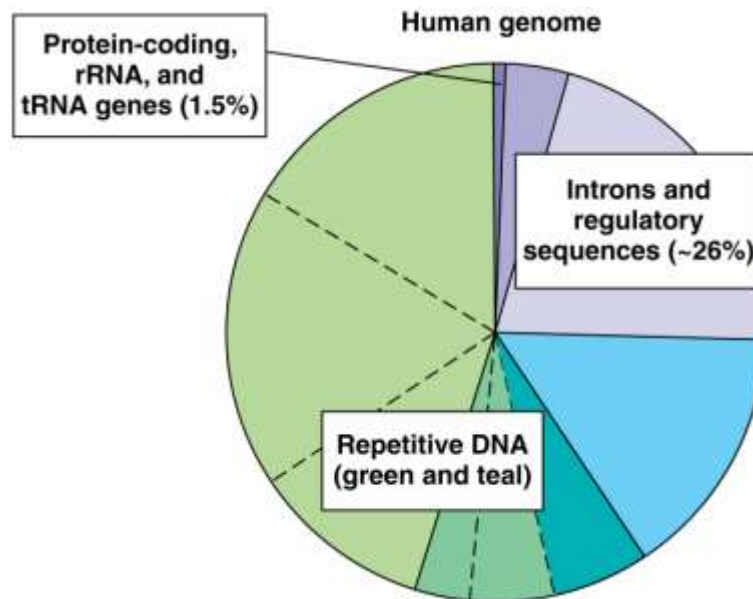 Human genome
Protein-coding,
rRNA, and
tRNA genes (1.5%)
Introns and
regulatory
sequences (~26%)
Repetitive DNA
(green and teal)